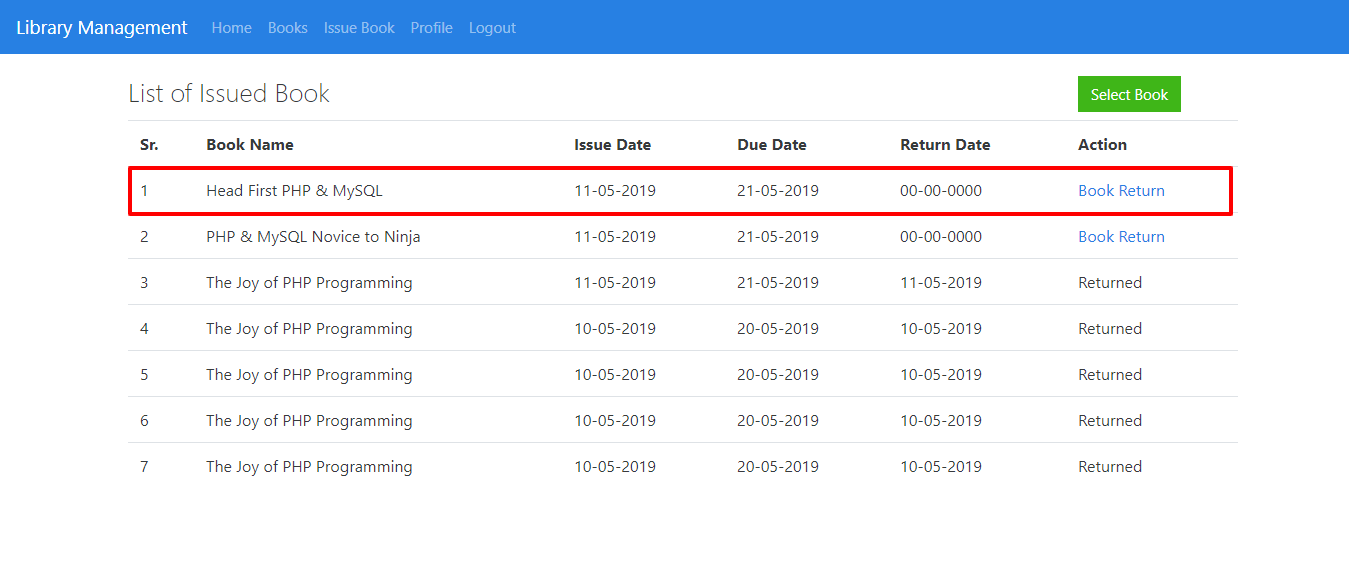 Library Management Home Books Issue Book Profile Logout
List of Issued Book Select Book
Sr. Book Name Issue Date Due Date Return Date Action
1 Head First PHP & MySQL 11-05-2019 21-05-2019 00-00-0000 Book Return
2 PHP & MySQL Novice to Ninja 11-05-2019 21-05-2019 00-00-0000 Book Return
3 The Joy of PHP Programming 11-05-2019 21-05-2019 11-05-2019 Returned
4 The Joy of PHP Programming 10-05-2019 20-05-2019 10-05-2019 Returned
5 The Joy of PHP Programming 10-05-2019 20-05-2019 10-05-2019 Returned
6 The Joy of PHP Programming 10-05-2019 20-05-2019 10-05-2019 Returned
7 The Joy of PHP Programming 10-05-2019 20-05-2019 10-05-2019 Returned